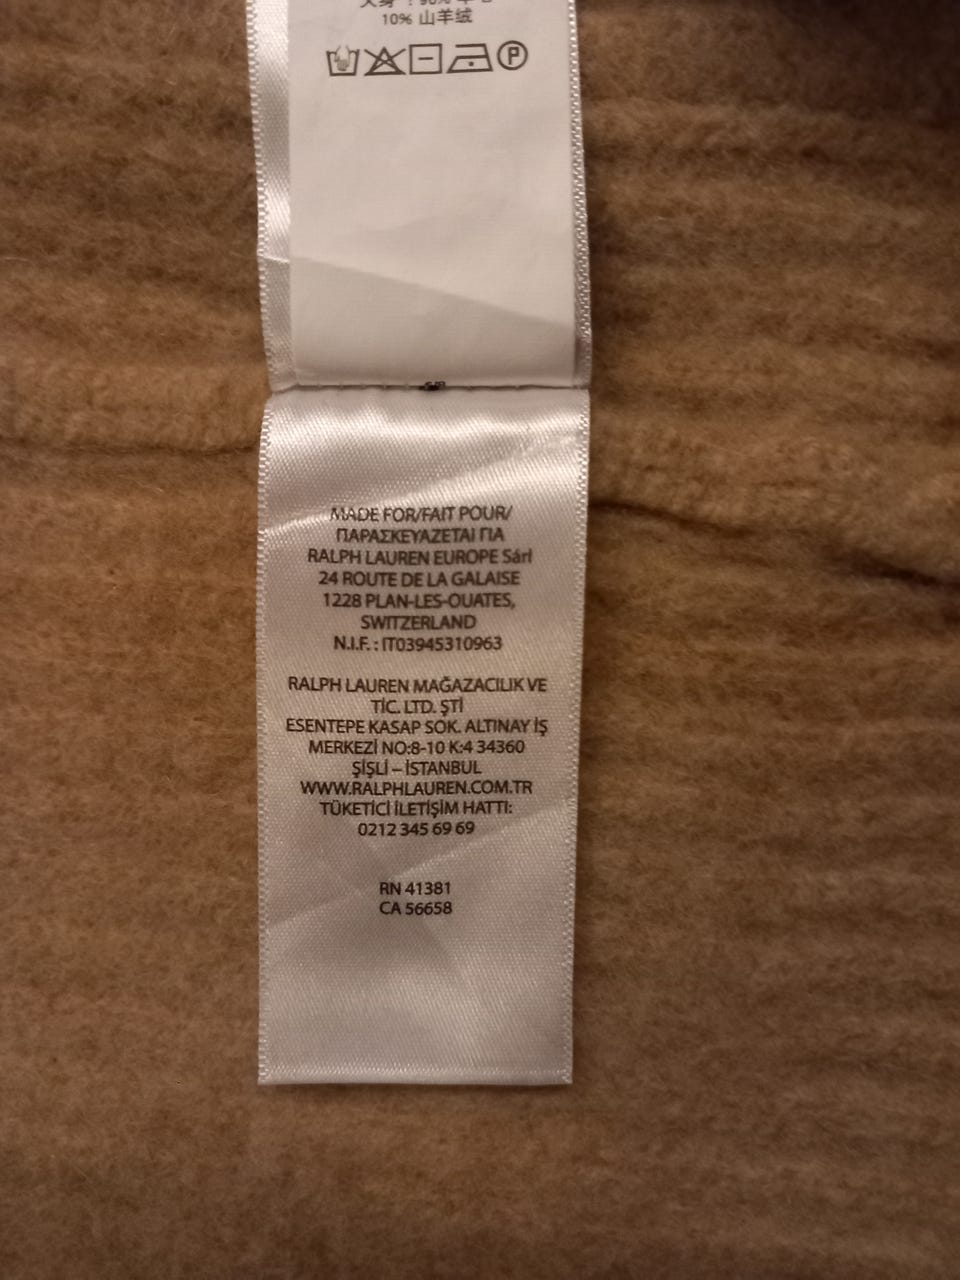 10% 山羊绒
P
MADE FOR/FAIT POUR/
ΠΑΡΑΣΚΕΥΑΖΕΤΑΙ ΓΙΑ
RALPH LAUREN EUROPE Sárl
24 ROUTE DE LA GALAISE
1228 PLAN-LES-OUATES,
SWITZERLAND
N.I.F. : IT03945310963
RALPH LAUREN MAĞAZACILIK VE
TİC. LTD. ŞTİ
ESENTEPE KASAP SOK. ALTINAY İŞ
MERKEZİ NO:8-10 K:4 34360
ŞİŞLİ – İSTANBUL
WWW.RALPHLAUREN.COM.TR
TÜKETİCİ İLETİŞİM HATTI:
0212 345 69 69
RN 41381
CA 56658